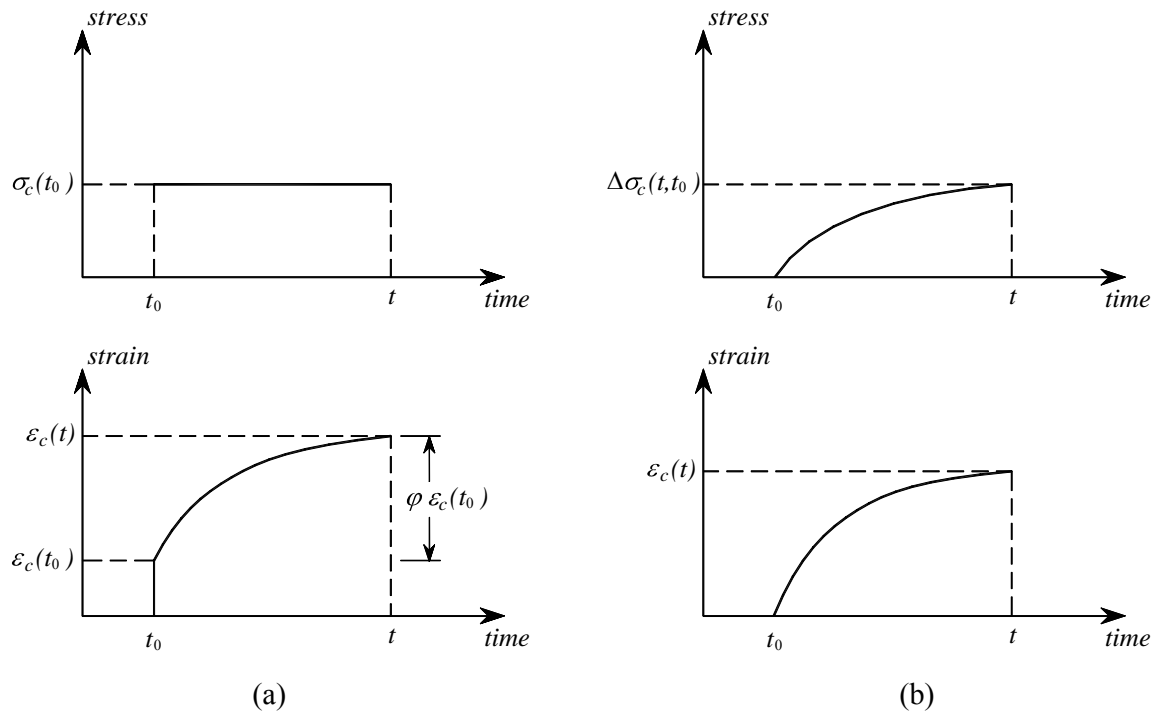 stress
σc(t0)
t0
t
time
strain
εc(t)
φ εc(t0)
εc(t0)
t0
t
time
(a)
stress
Δσc(t,t0)
t0
t
time
strain
εc(t)
t0
t
time
(b)